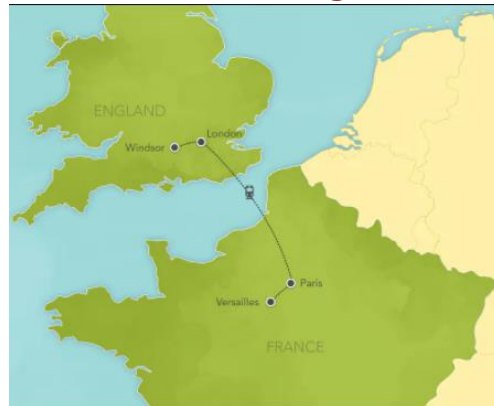 ENGLAND
London
Windsor
Paris
Versailles
FRANCE